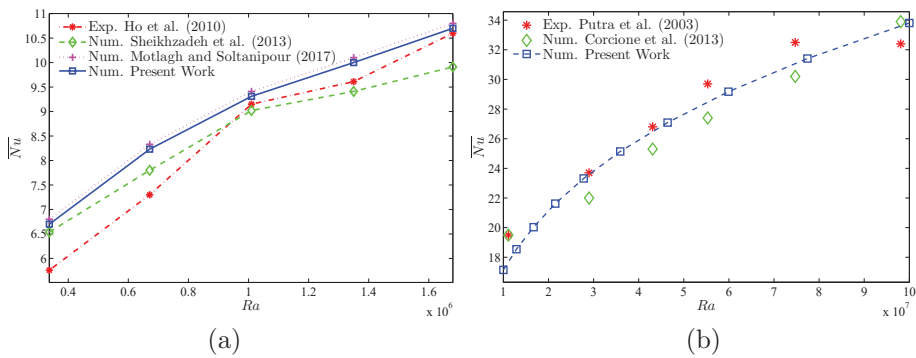 11
10.5
10
9.5
9
8.5
8
7.5
7
6.5
6
Nu
Exp. Ho et al. (2010)
Num. Sheikhzadeh et al. (2013)
Num. Motlagh and Soltanipour (2017)
Num. Present Work
0.4 0.6 0.8 1 1.2 1.4 1.6
Ra
x 10^6
(a)
34
32
30
28
26
24
22
20
18
Nu
Exp. Putra et al. (2003)
Num. Corcione et al. (2013)
Num. Present Work
1 2 3 4 5 6 7 8 9 10
Ra
x 10^7
(b)